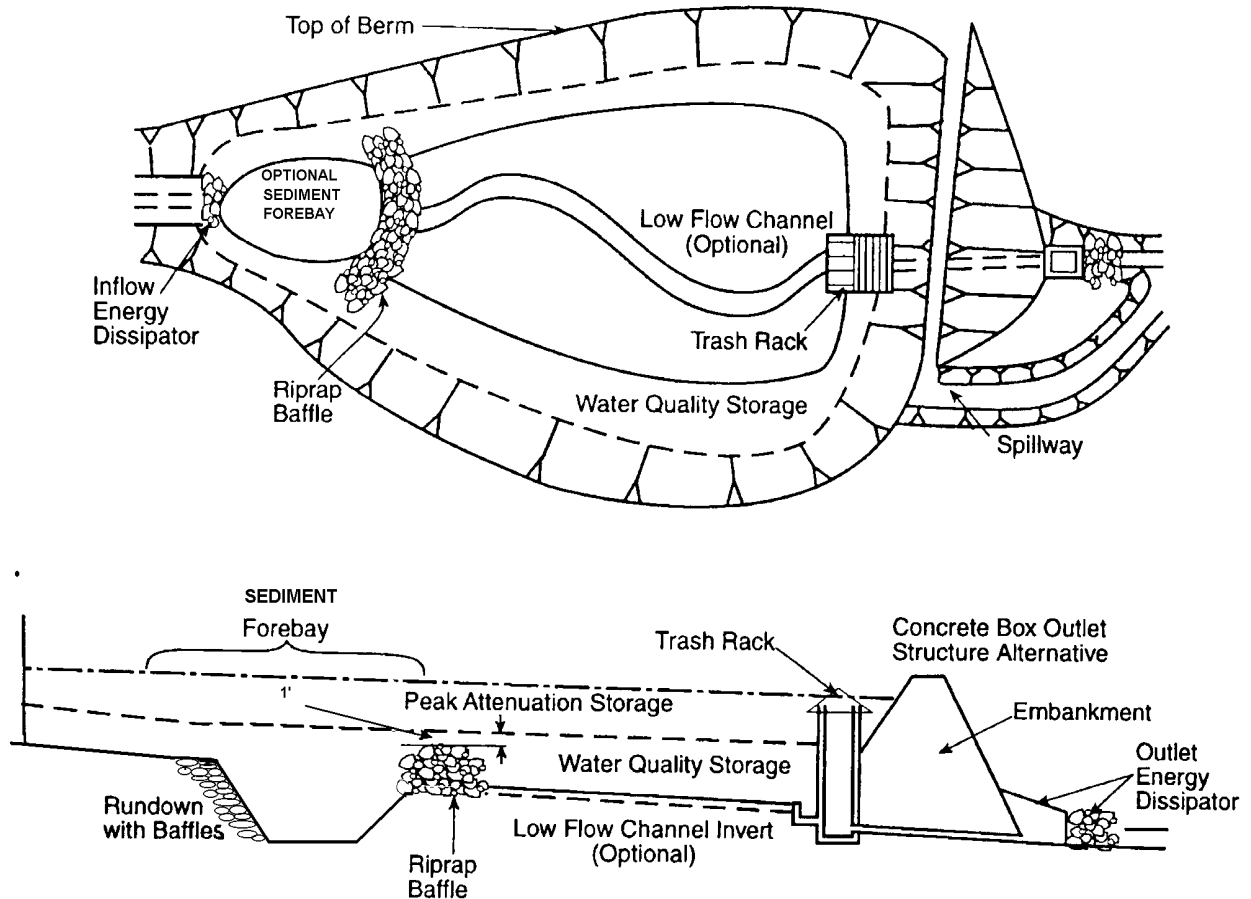 Top of Berm
OPTIONAL
SEDIMENT
FOREBAY
Low Flow Channel
(Optional)
Inflow
Energy
Dissipator
Trash Rack
Riprap
Baffle
Water Quality Storage
Spillway
SEDIMENT
Forebay
Trash Rack
Concrete Box Outlet
Structure Alternative
1'
Peak Attenuation Storage
Embankment
Water Quality Storage
Outlet
Energy
Dissipator
Rundown
with Baffles
Low Flow Channel Invert
(Optional)
Riprap
Baffle